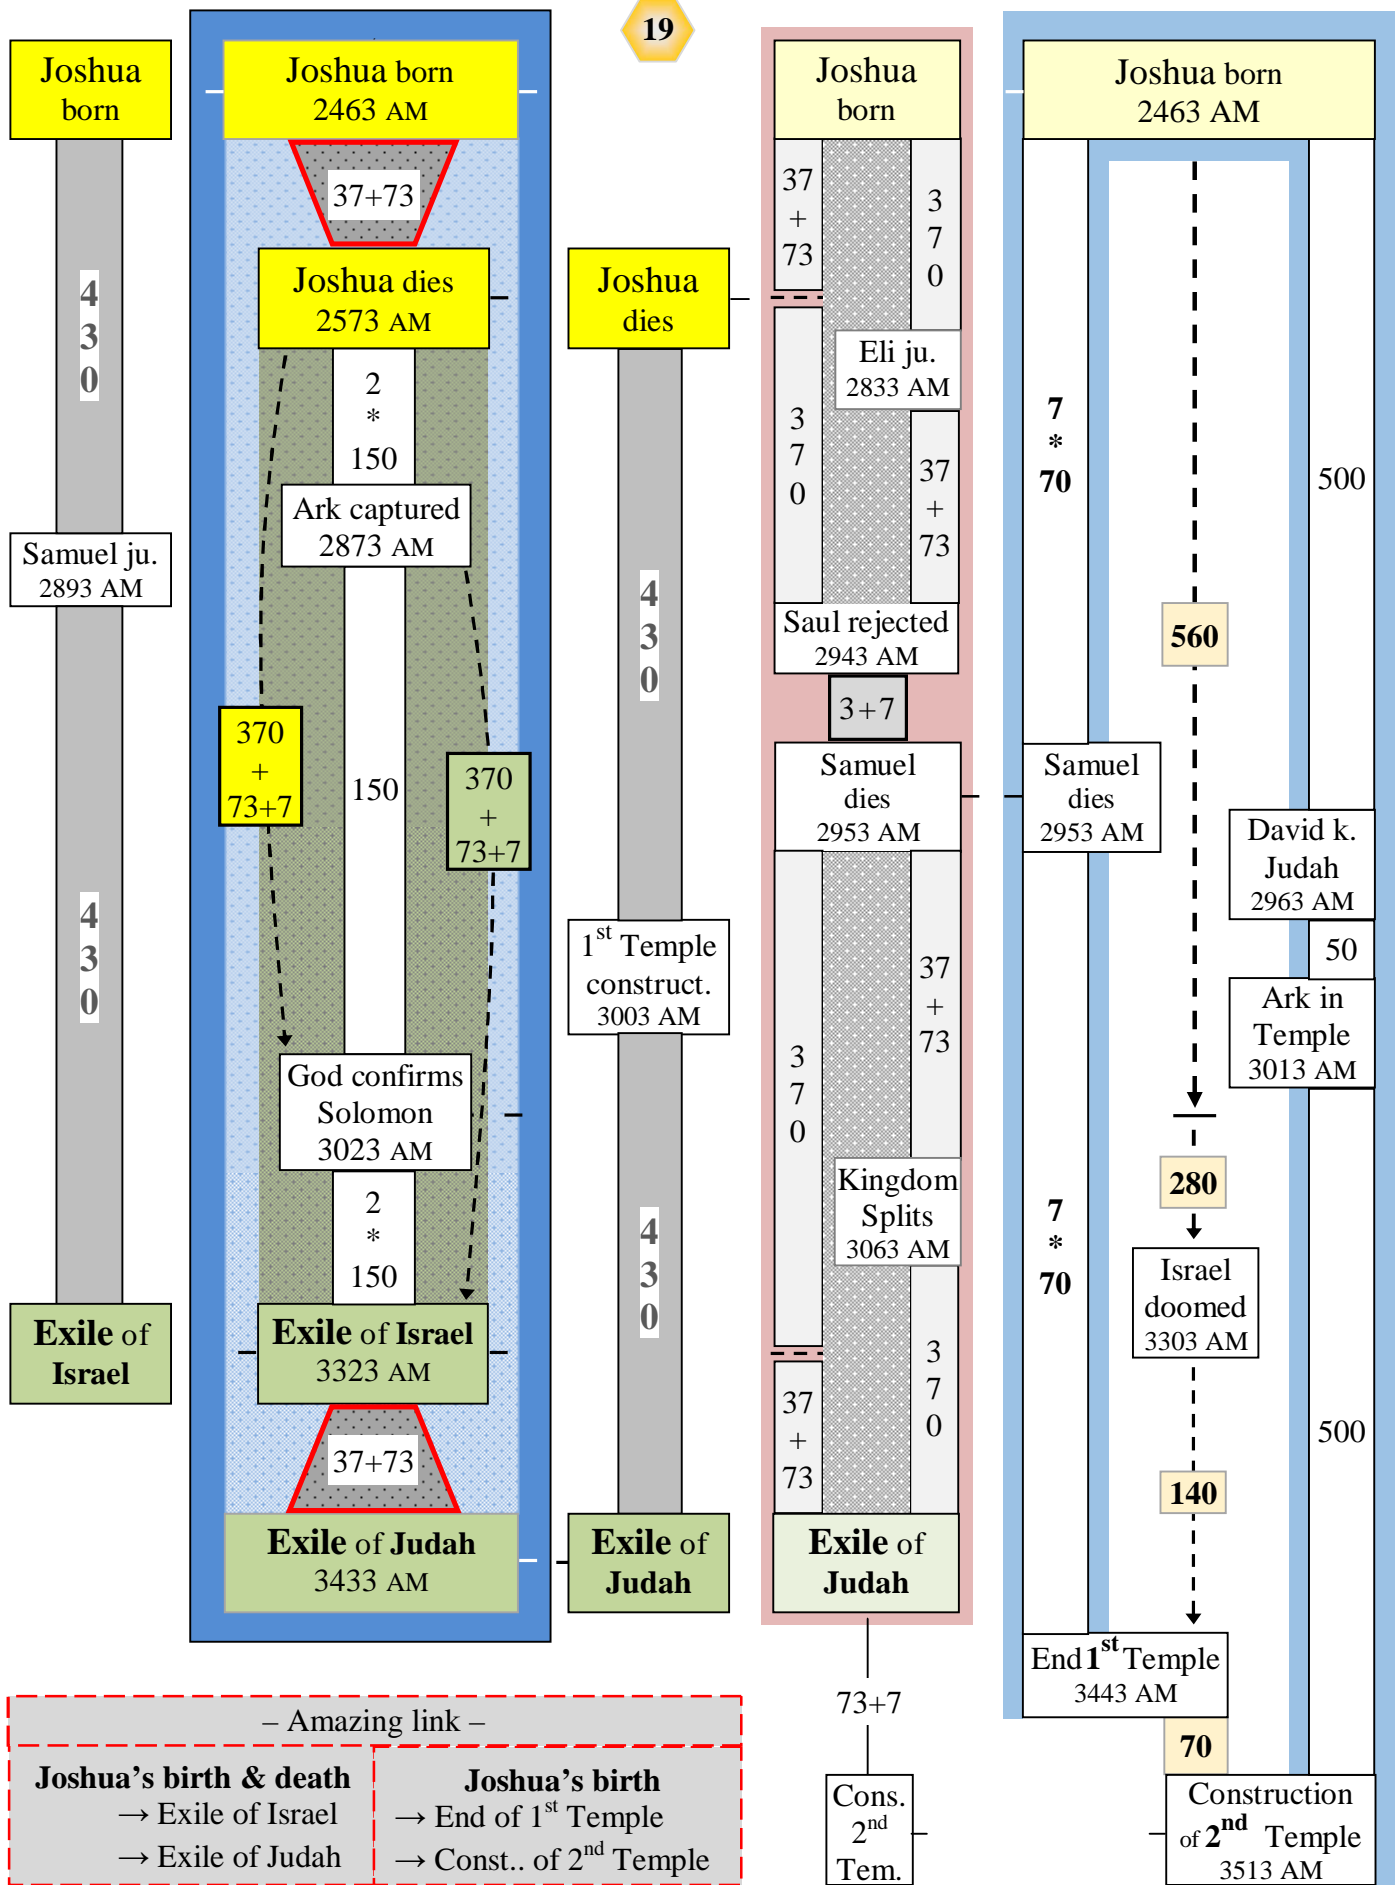 19
Joshua
born
4
3
0
Samuel ju.
2893 AM
4
3
0
Exile of
Israel
Joshua born
2463 AM
37+73
Joshua dies
2573 AM
2
*
150
Ark captured
2873 AM
370
+
73+7
150
370
+
73+7
God confirms
Solomon
3023 AM
2
*
150
Exile of Israel
3323 AM
37+73
Exile of Judah
3433 AM
Joshua
dies
4
3
0
1st Temple
construct.
3003 AM
4
3
0
Exile of
Judah
Joshua
born
37
+
73
3
7
0
Eli ju.
2833 AM
3
7
0
37
+
73
Saul rejected
2943 AM
3+7
Samuel
dies
2953 AM
37
+
73
3
7
0
Kingdom
Splits
3063 AM
3
7
0
37
+
73
Exile of
Judah
73+7
Cons.
2nd
Tem.
Joshua born
2463 AM
7
*
70
500
560
Samuel
dies
2953 AM
David k.
Judah
2963 AM
50
Ark in
Temple
3013 AM
280
7
*
70
Israel
doomed
3303 AM
500
140
End 1st Temple
3443 AM
70
Construction
of 2nd Temple
3513 AM
– Amazing link –
Joshua's birth & death
→ Exile of Israel
→ Exile of Judah
Joshua's birth
→ End of 1st Temple
→ Const.. of 2nd Temple